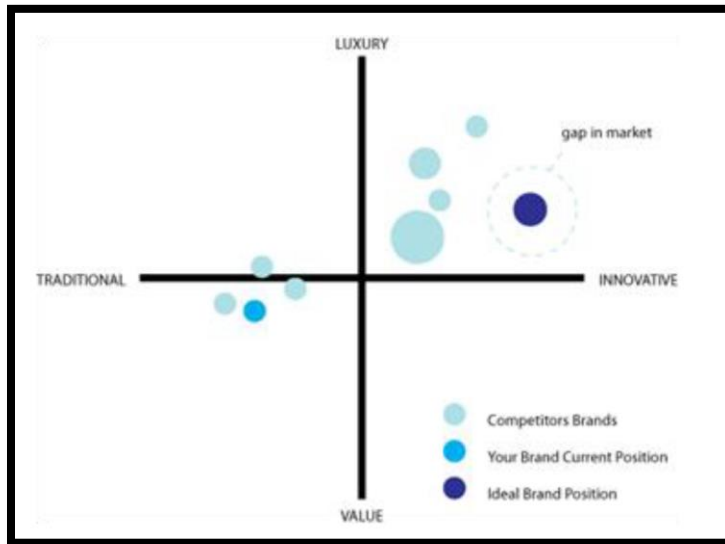 LUXURY
gap in market
TRADITIONAL
INNOVATIVE
Competitors Brands
Your Brand Current Position
Ideal Brand Position
VALUE